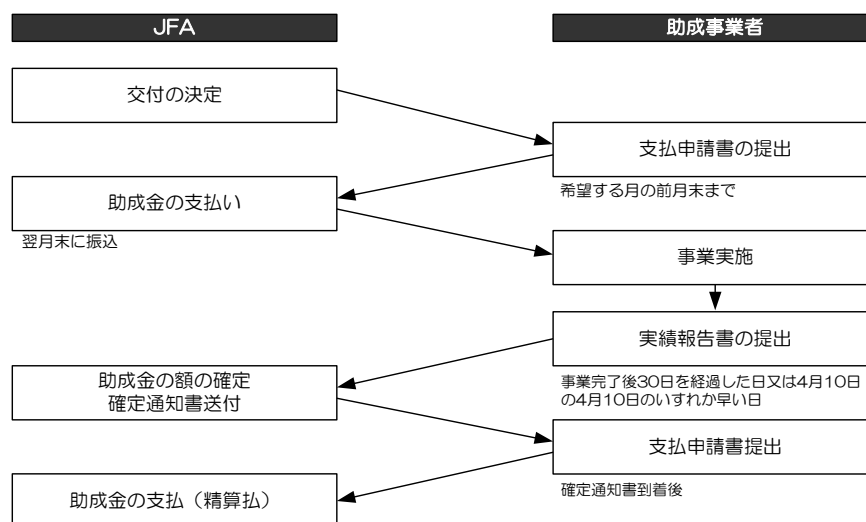 JFA
助成事業者
交付の決定
支払申請書の提出
希望する月の前月末まで
助成金の支払い
翌月末に振込
事業実施
実績報告書の提出
事業完了後30日を経過した日又は4月10日
の4月10日のいずれか早い日
助成金の額の確定
確定通知書送付
支払申請書提出
確定通知書到着後
助成金の支払（精算払）